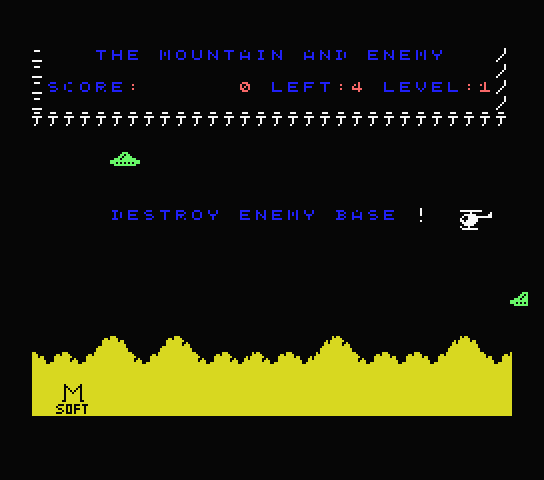 THE MOUNTAIN AND ENEMY
SCORE: 0 LEFT:4 LEVEL:1
DESTROY ENEMY BASE !
M
SOFT